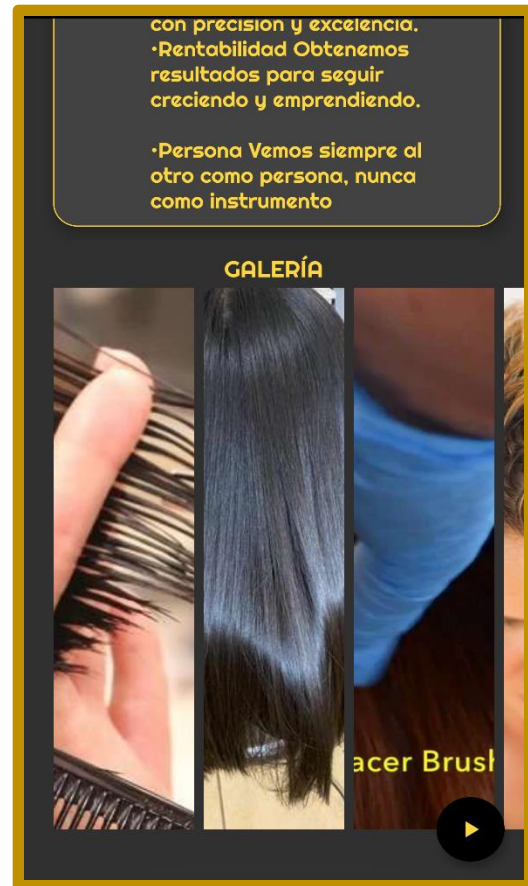 con precisión y excelencia.
•Rentabilidad Obtenemos
resultados para seguir
creciendo y emprendiendo.
•Persona Vemos siempre al
otro como persona, nunca
como instrumento
GALERÍA
acer Brush